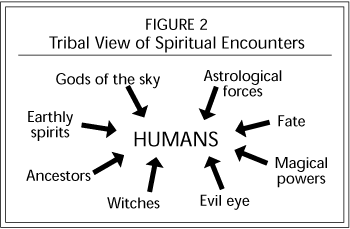 FIGURE 2
Tribal View of Spiritual Encounters
Gods of the sky
Astrological
forces
Earthly
spirits
Fate
HUMANS
Ancestors
Magical
powers
Witches
Evil eye